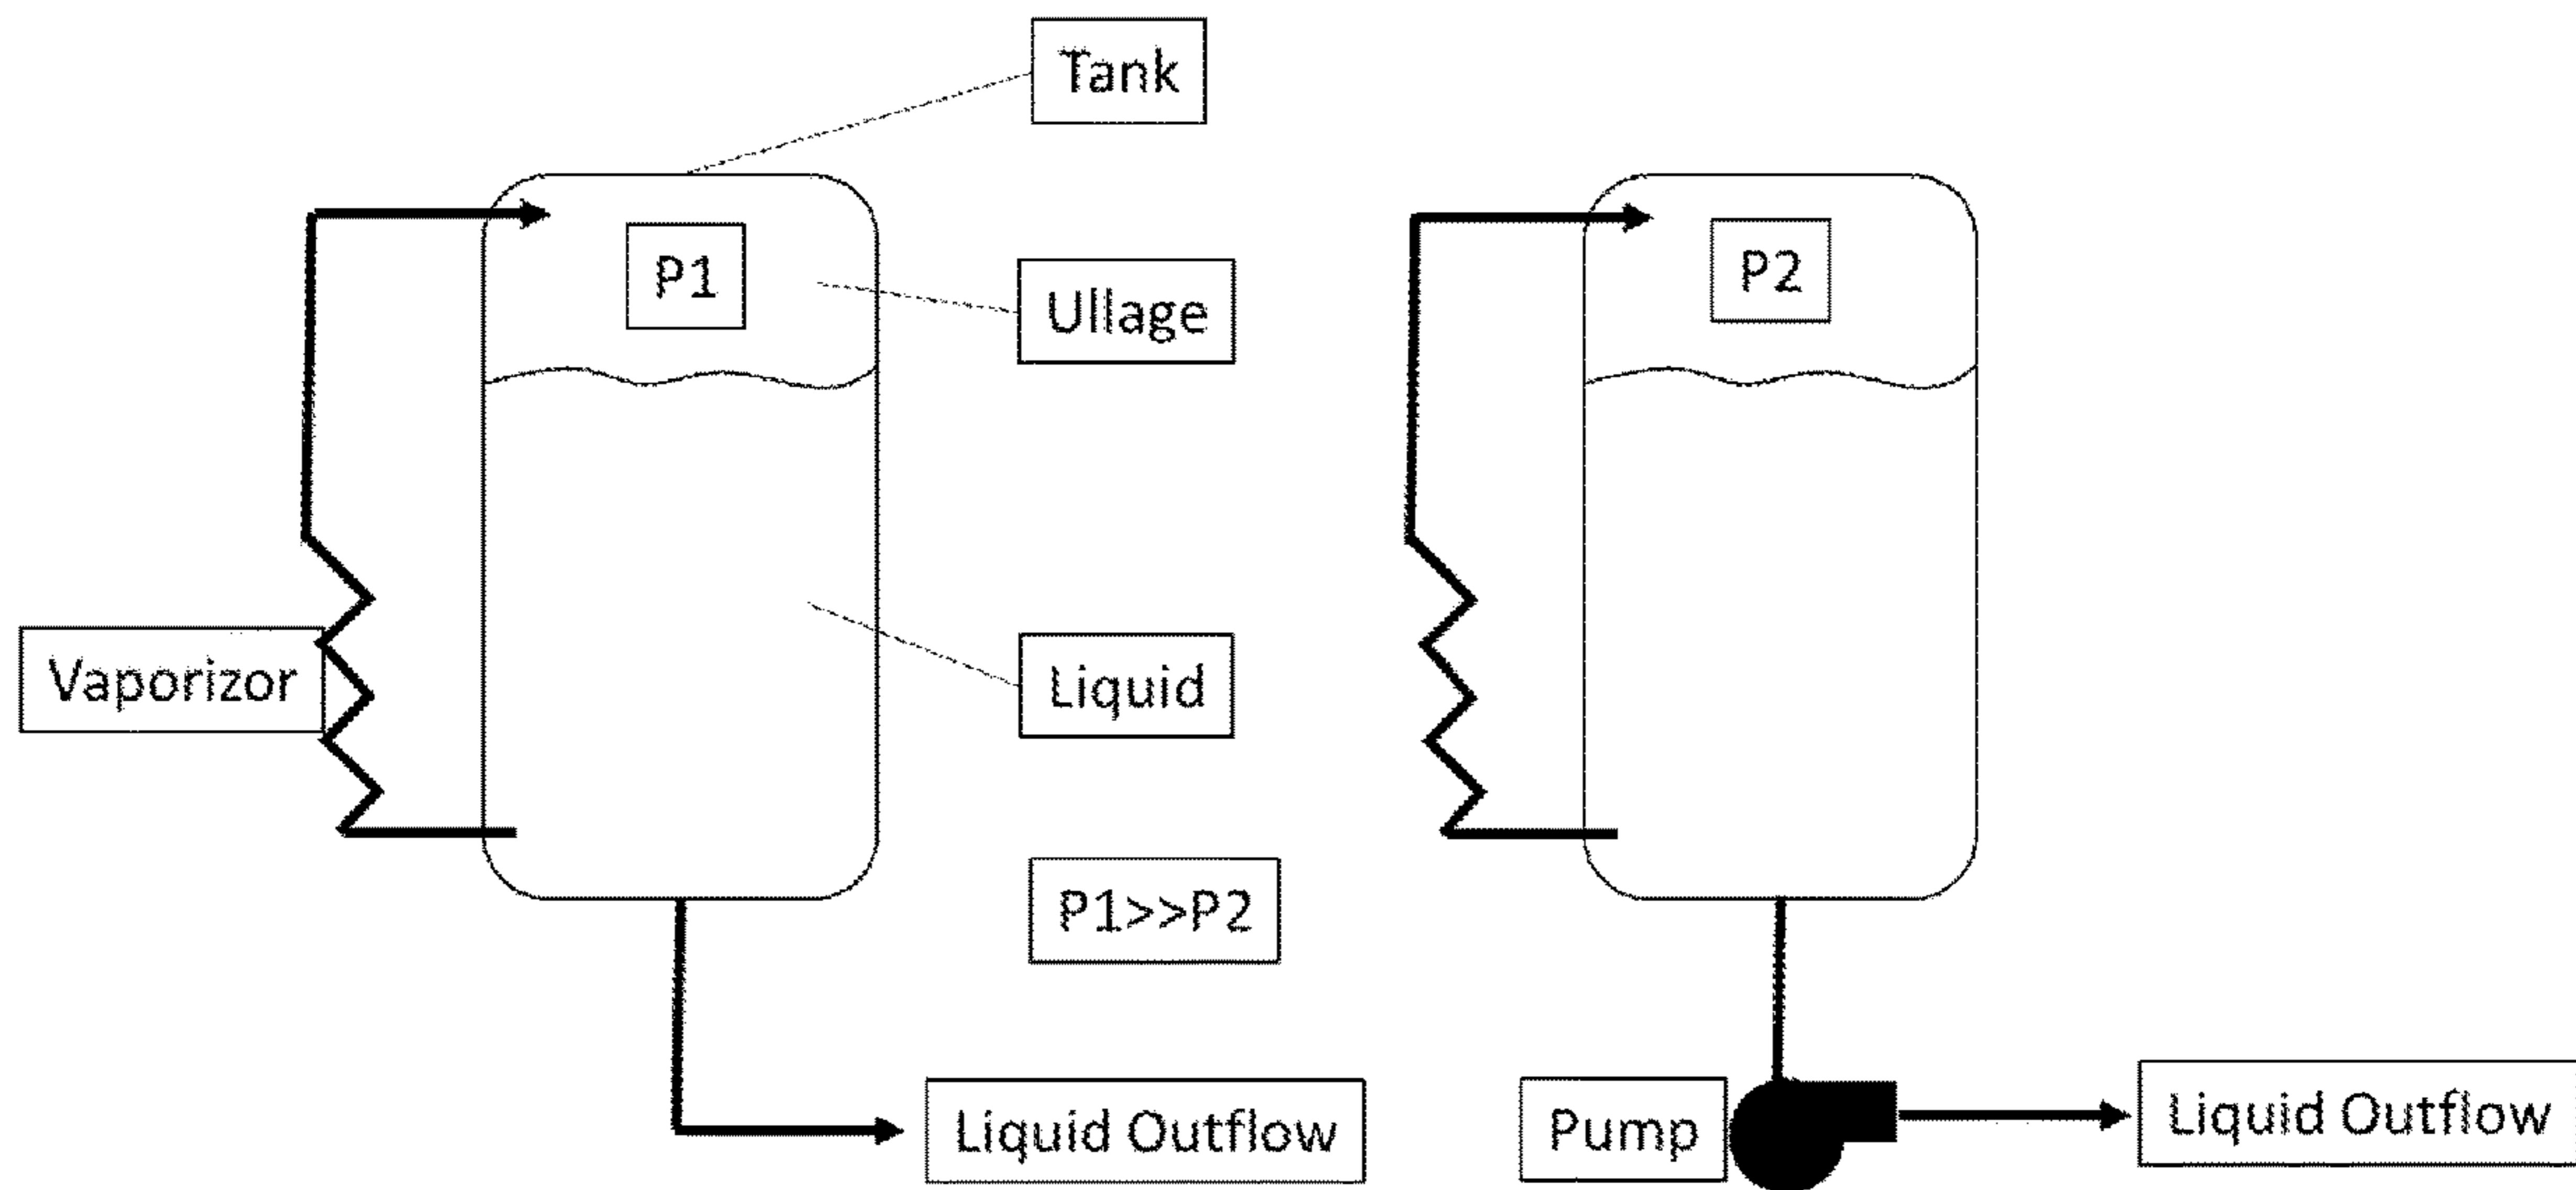 Tank
P1
P2
Ullage
Vaporizor
Liquid
P1>>P2
Liquid Outflow
Pump
Liquid Outflow